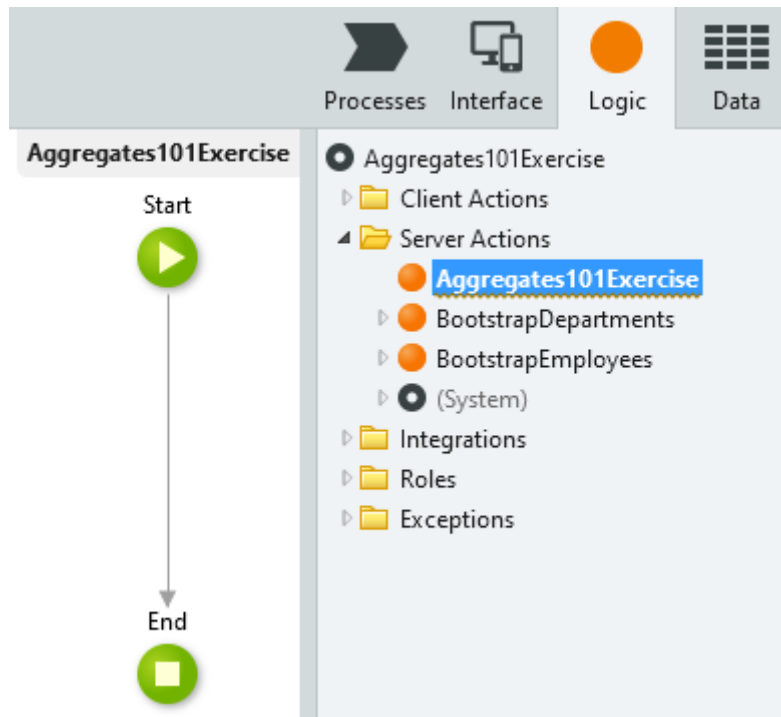 Processes Interface Logic Data
Aggregates101Exercise
Start
End
Aggregates101Exercise
Client Actions
Server Actions
Aggregates101Exercise
BootstrapDepartments
BootstrapEmployees
(System)
Integrations
Roles
Exceptions